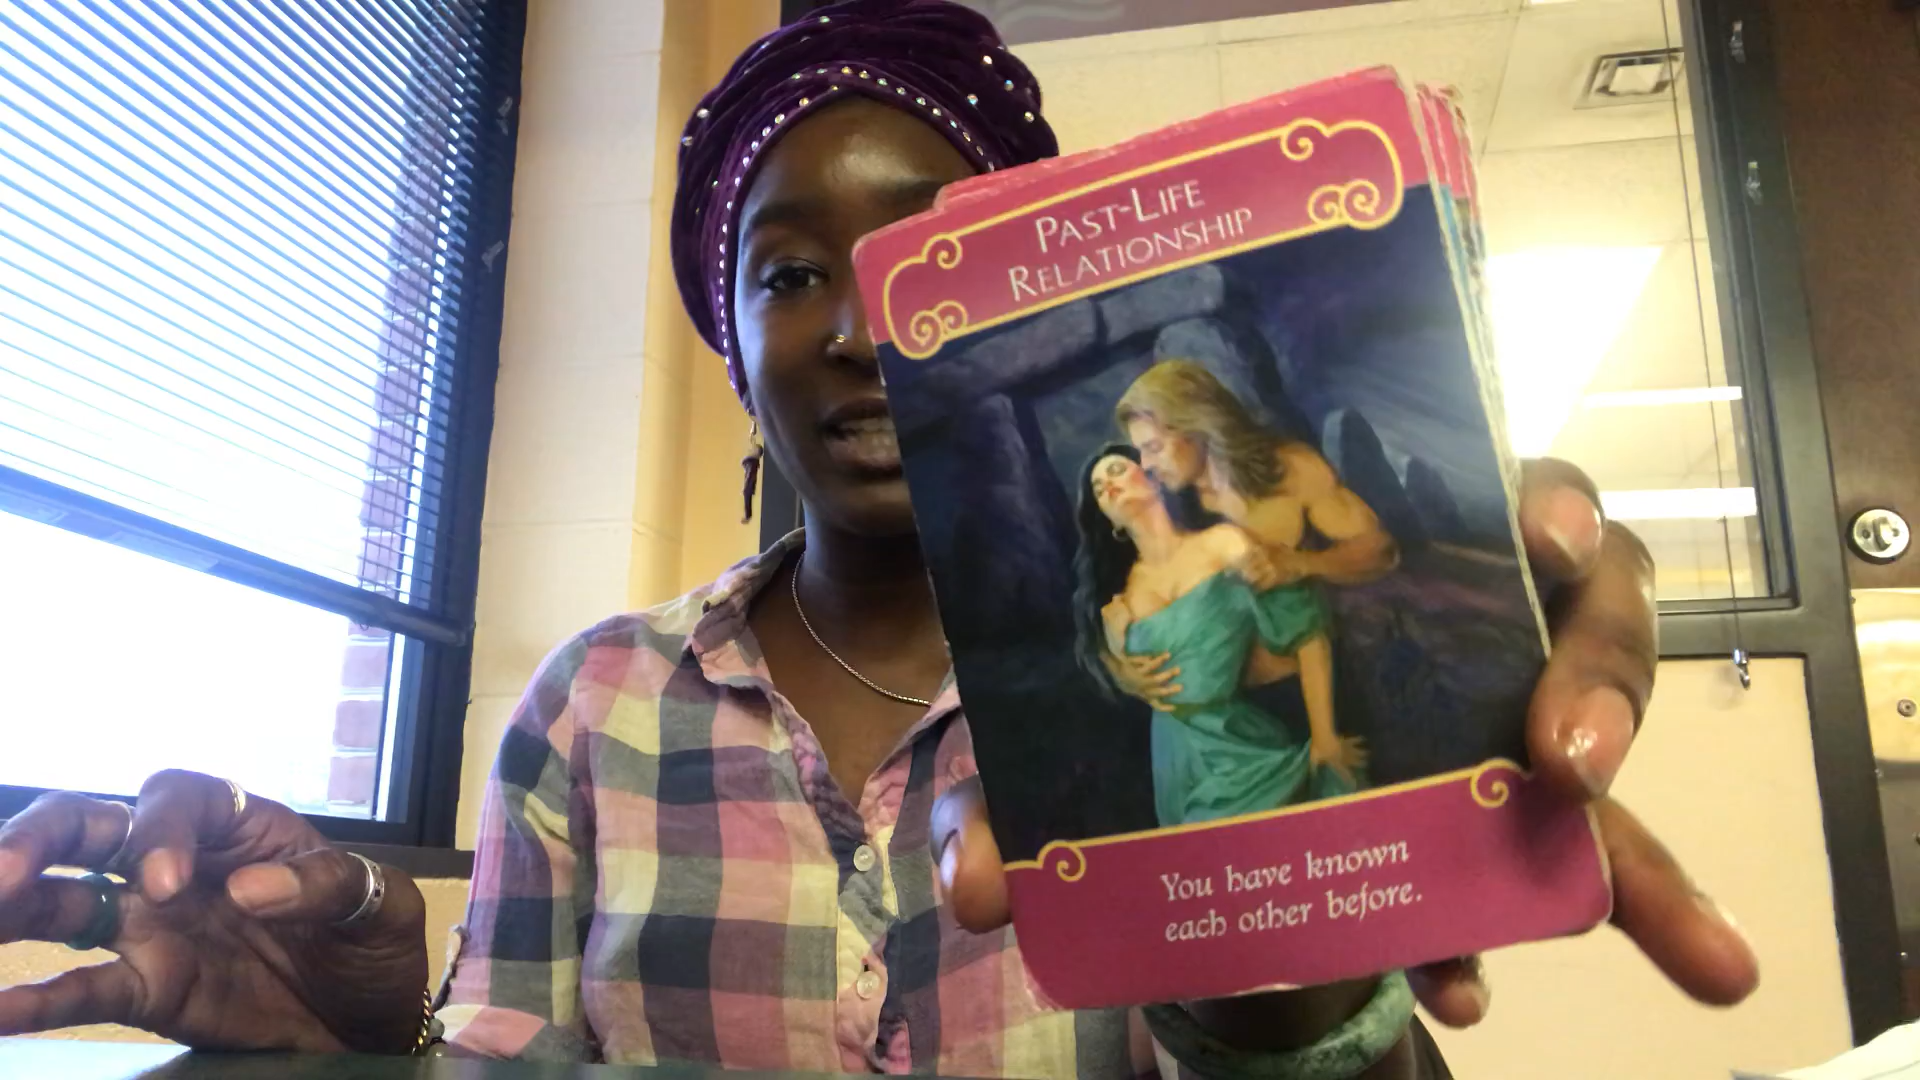 PAST-LIFE
RELATIONSHIP
You have known
each other before.